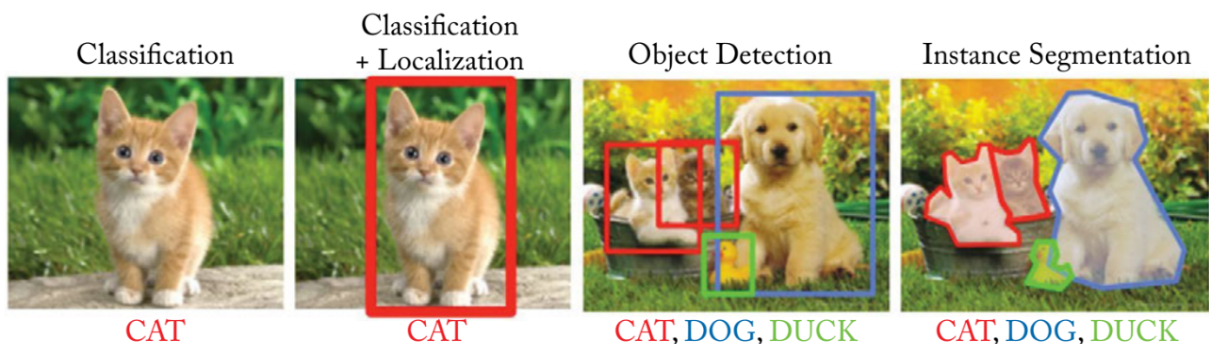 Classification
Classification
+ Localization
Object Detection
Instance Segmentation
CAT
CAT
CAT, DOG, DUCK
CAT, DOG, DUCK